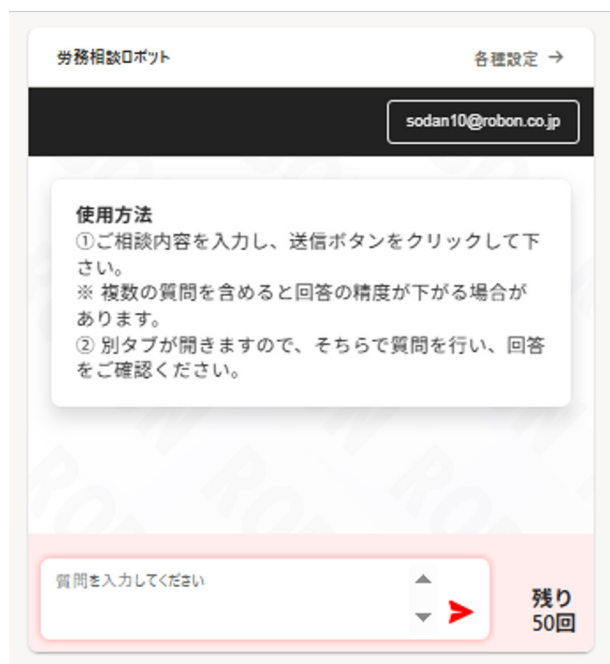 労務相談ロボット
各種設定 →
sodan10@robon.co.jp
使用方法
①ご相談内容を入力し、送信ボタンをクリックして下
さい。
※ 複数の質問を含めると回答の精度が下がる場合が
あります。
② 別タブが開きますので、そちらで質問を行い、回答
をご確認ください。
質問を入力してください
残り
50回